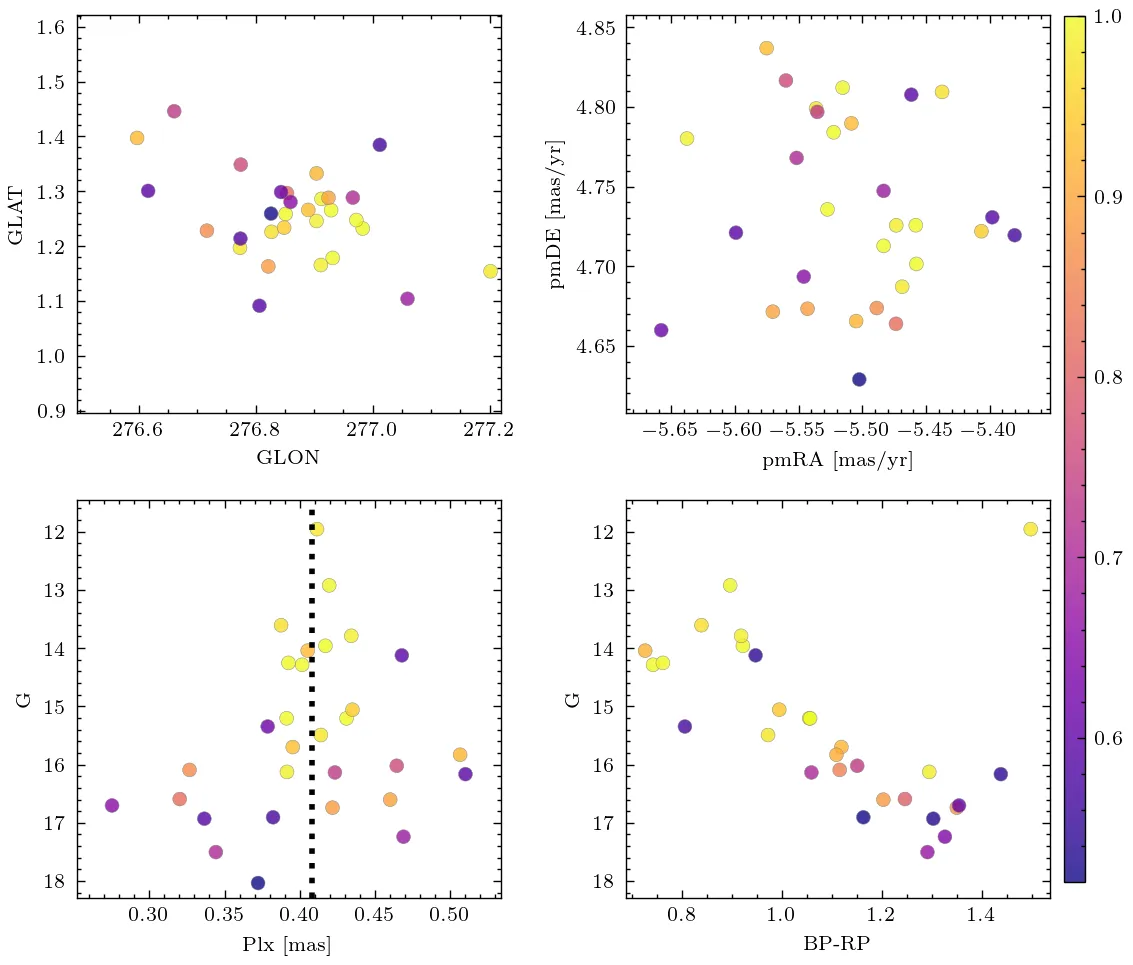 1.6
1.5
1.4
1.3
1.2
1.1
1.0
0.9
GLAT
276.6 276.8 277.0 277.2
GLON
4.85
4.80
4.75
4.70
4.65
pmDE [mas/yr]
−5.65 −5.60 −5.55 −5.50 −5.45 −5.40
pmRA [mas/yr]
12
13
14
15
16
17
18
G
0.30 0.35 0.40 0.45 0.50
Plx [mas]
12
13
14
15
16
17
18
G
0.8 1.0 1.2 1.4
BP-RP
1.0
0.9
0.8
0.7
0.6